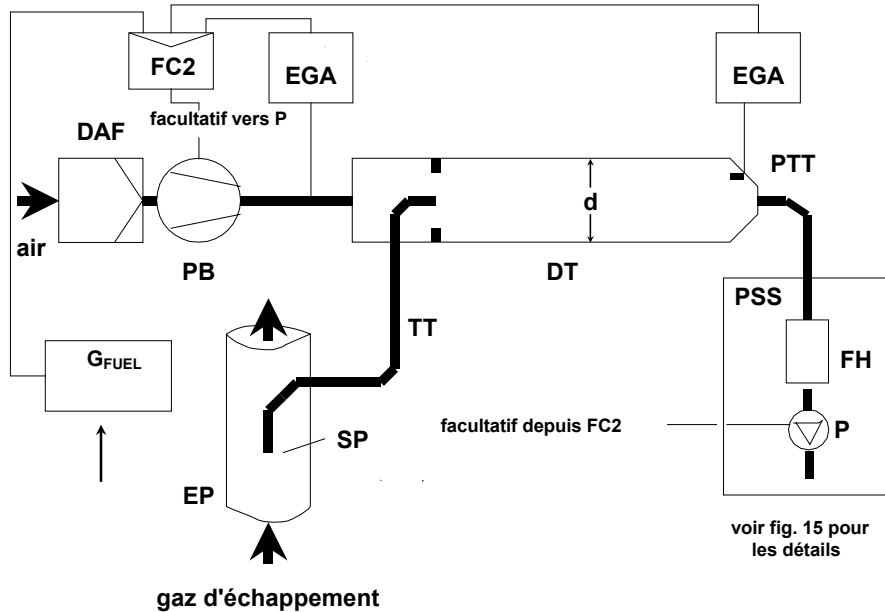 FC2
EGA
EGA
facultatif vers P
DAF
PTT
d
air
PB
DT
PSS
TT
G_FUEL
FH
facultatif depuis FC2
P
SP
EP
voir fig. 15 pour
les détails
gaz d'échappement